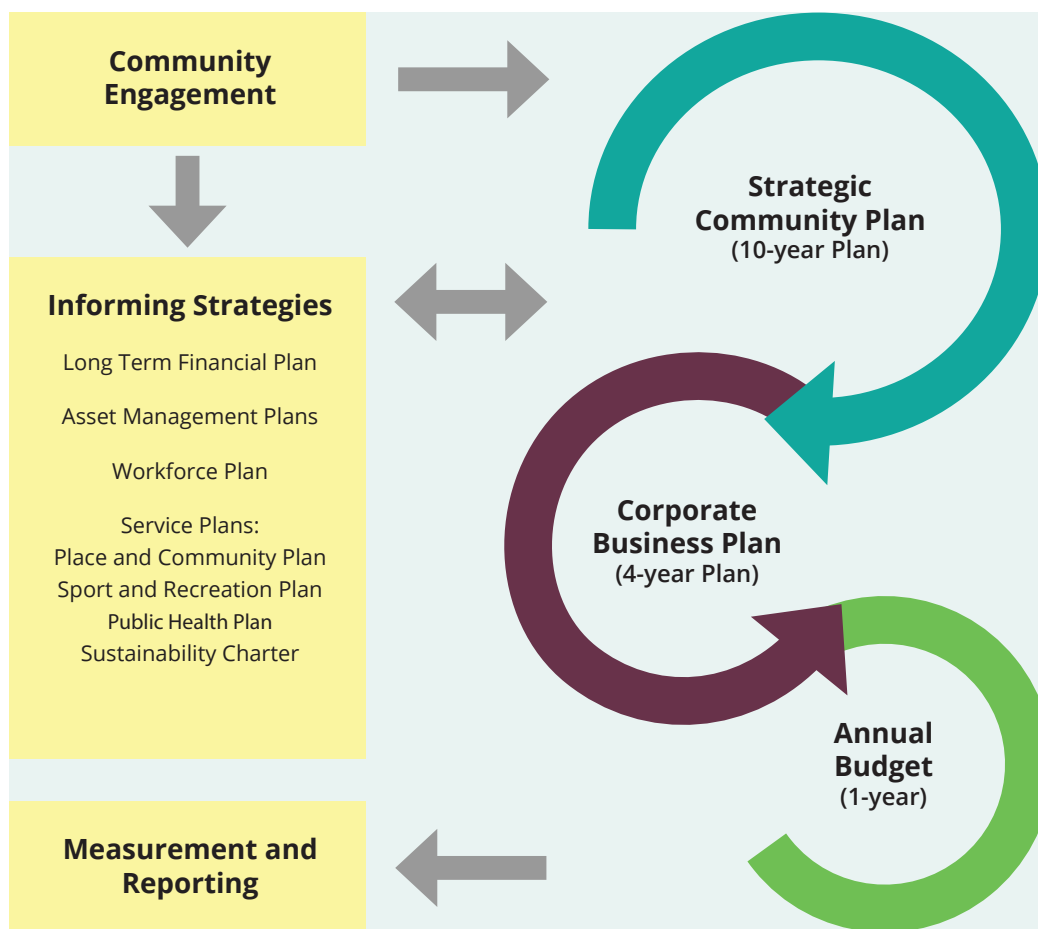 Community
Engagement
Strategic
Community Plan
(10-year Plan)
Informing Strategies
Long Term Financial Plan
Asset Management Plans
Workforce Plan
Service Plans:
Place and Community Plan
Sport and Recreation Plan
Public Health Plan
Sustainability Charter
Corporate
Business Plan
(4-year Plan)
Annual
Budget
(1-year)
Measurement and
Reporting